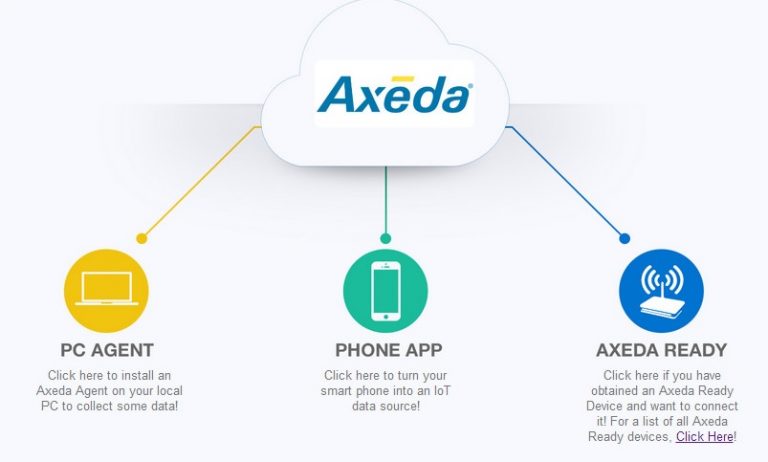 Axēda®
PC AGENT
Click here to install an
Axeda Agent on your local
PC to collect some data!
PHONE APP
Click here to turn your
smart phone into an IoT
data source!
AXEDA READY
Click here if you have
obtained an Axeda Ready
Device and want to connect
it! For a list of all Axeda
Ready devices, Click Here!